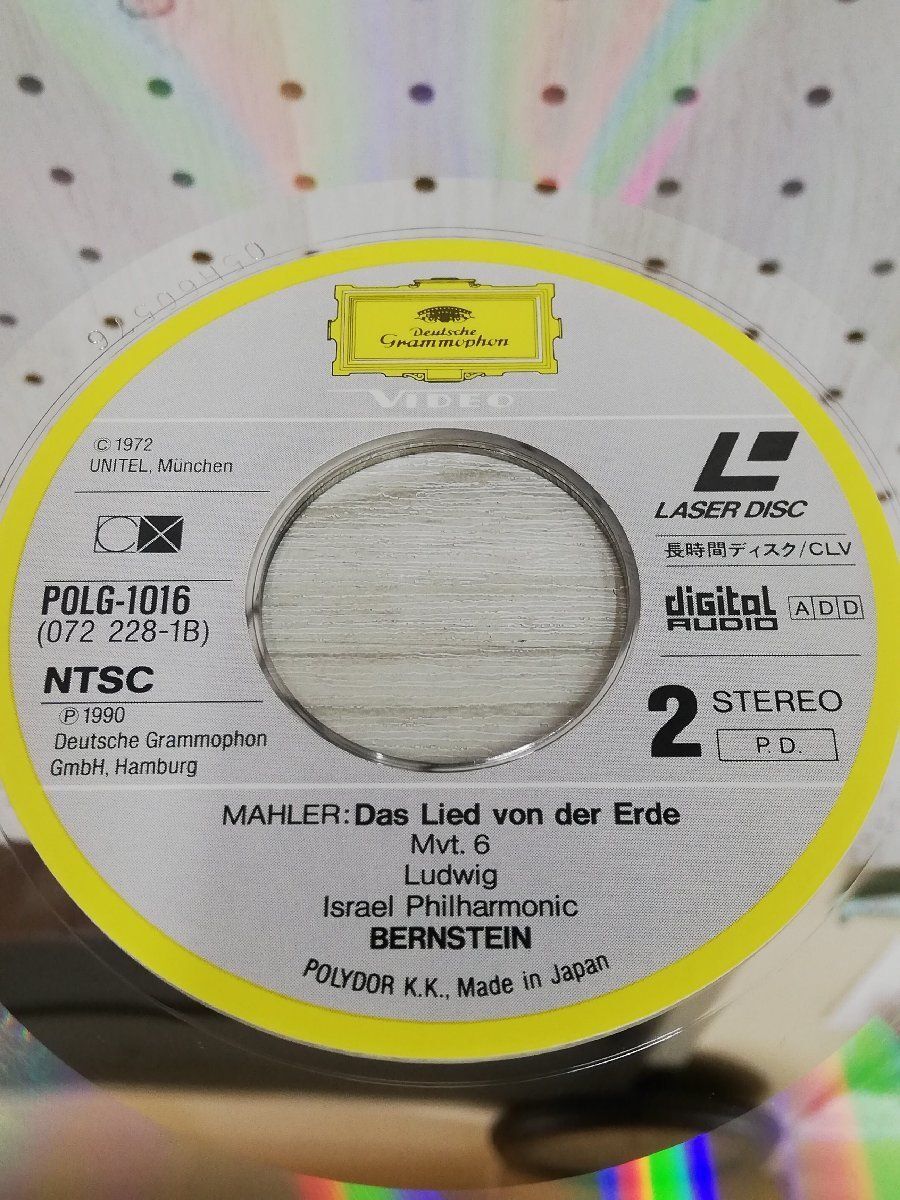 Deutsche
Grammophon
VIDEO
© 1972
UNITEL, München
POLG-1016
(072 228-1B)
NTSC
℗ 1990
Deutsche Grammophon
GmbH, Hamburg
LASER DISC
長時間ディスク/CLV
digital
AUDIO
A D D
2 STEREO
P.D.
MAHLER: Das Lied von der Erde
Mvt. 6
Ludwig
Israel Philharmonic
BERNSTEIN
POLYDOR K.K., Made in Japan